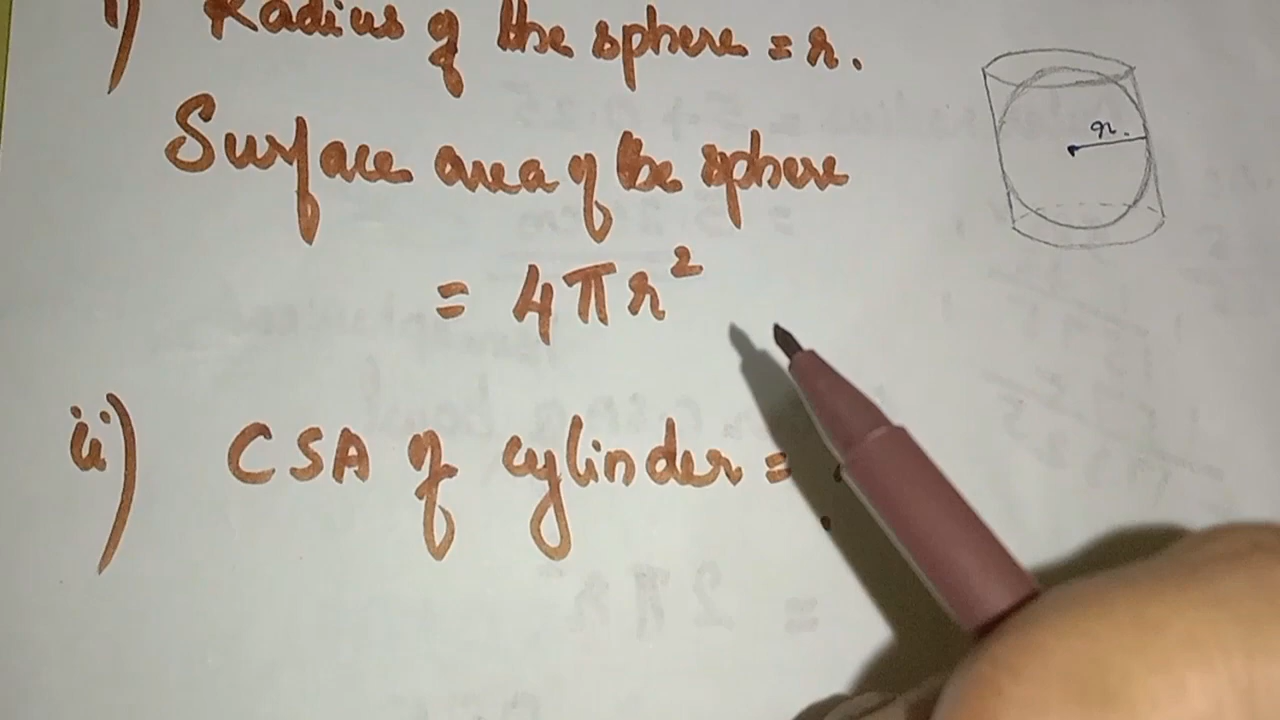 i) Radius of the sphere = r.
Surface area of the sphere
= 4πr²
ii) CSA of cylinder =
r.